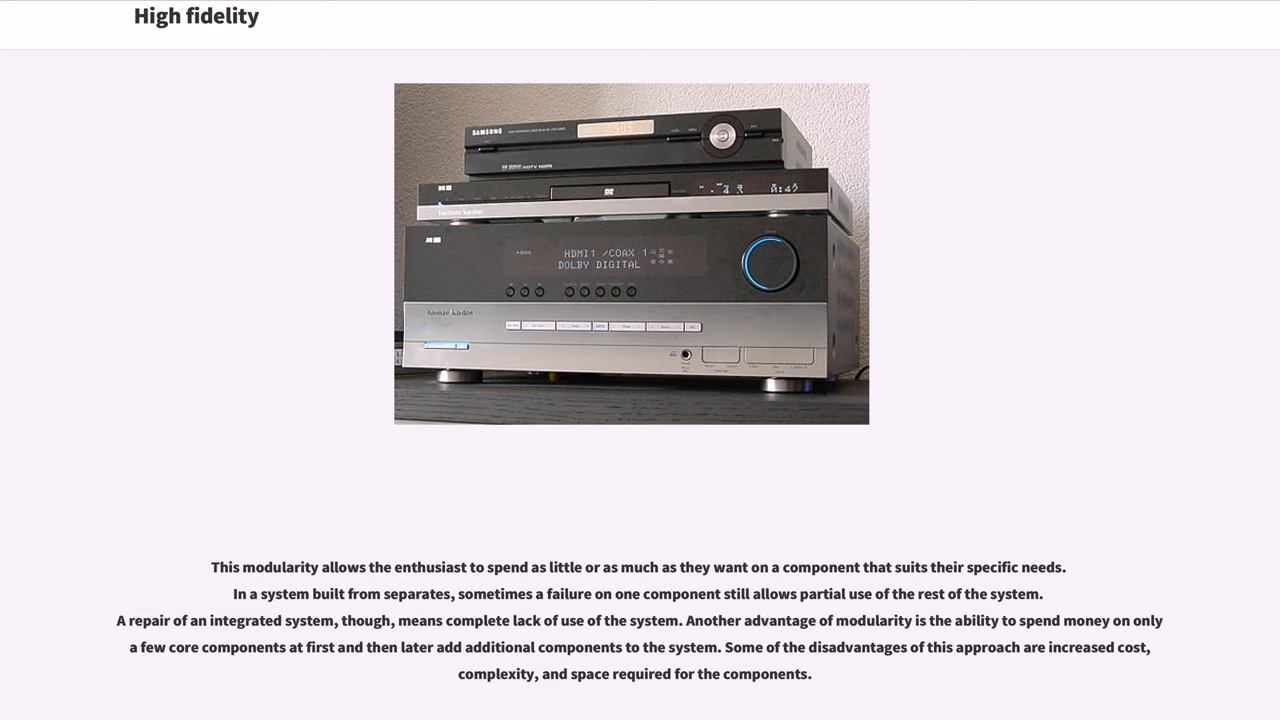 High fidelity
SAMSUNG
HDTV HDMI
harman/kardon
HDMI1 /COAX 1
DOLBY DIGITAL
harman/kardon
This modularity allows the enthusiast to spend as little or as much as they want on a component that suits their specific needs.
In a system built from separates, sometimes a failure on one component still allows partial use of the rest of the system.
A repair of an integrated system, though, means complete lack of use of the system. Another advantage of modularity is the ability to spend money on only
a few core components at first and then later add additional components to the system. Some of the disadvantages of this approach are increased cost,
complexity, and space required for the components.